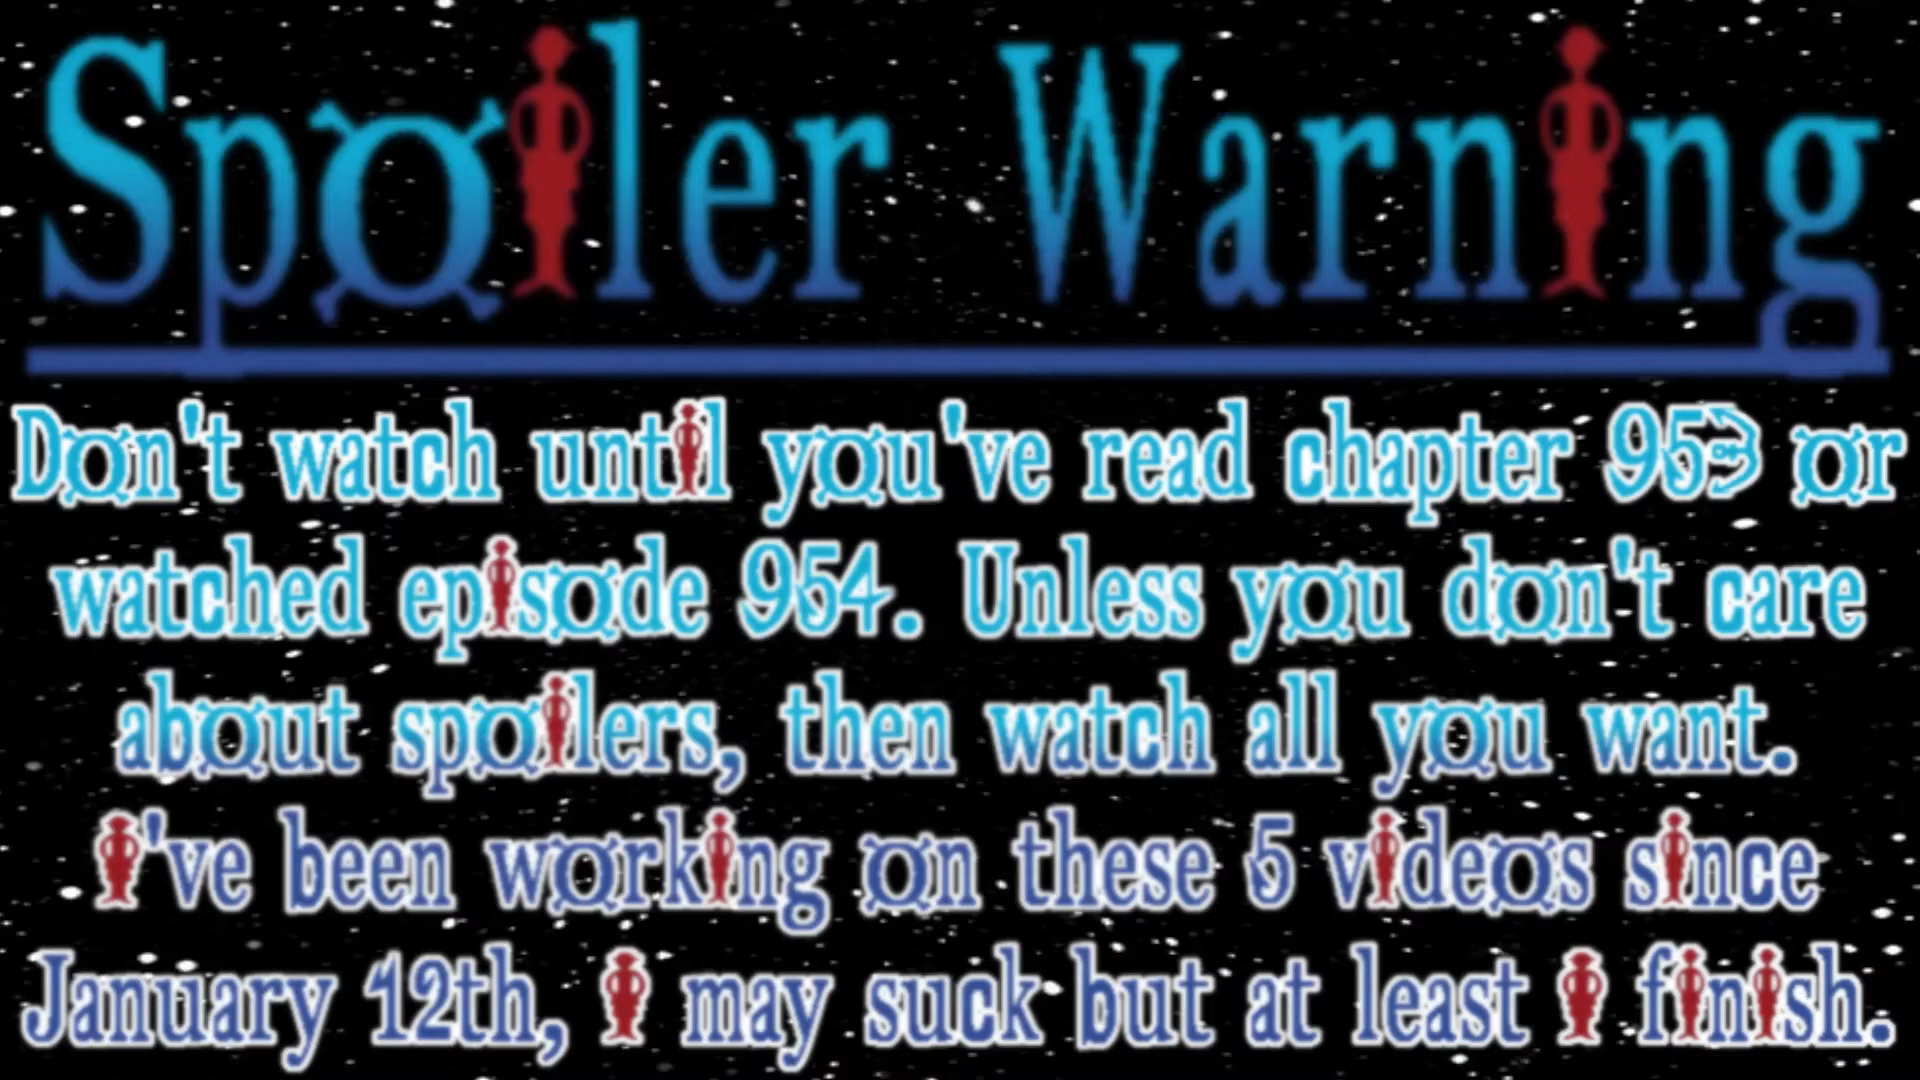 Spoiler Warning
Don't watch until you've read chapter 953 or
watched episode 954. Unless you don't care
about spoilers, then watch all you want.
I've been working on these 5 videos since
January 12th, I may suck but at least I finish.